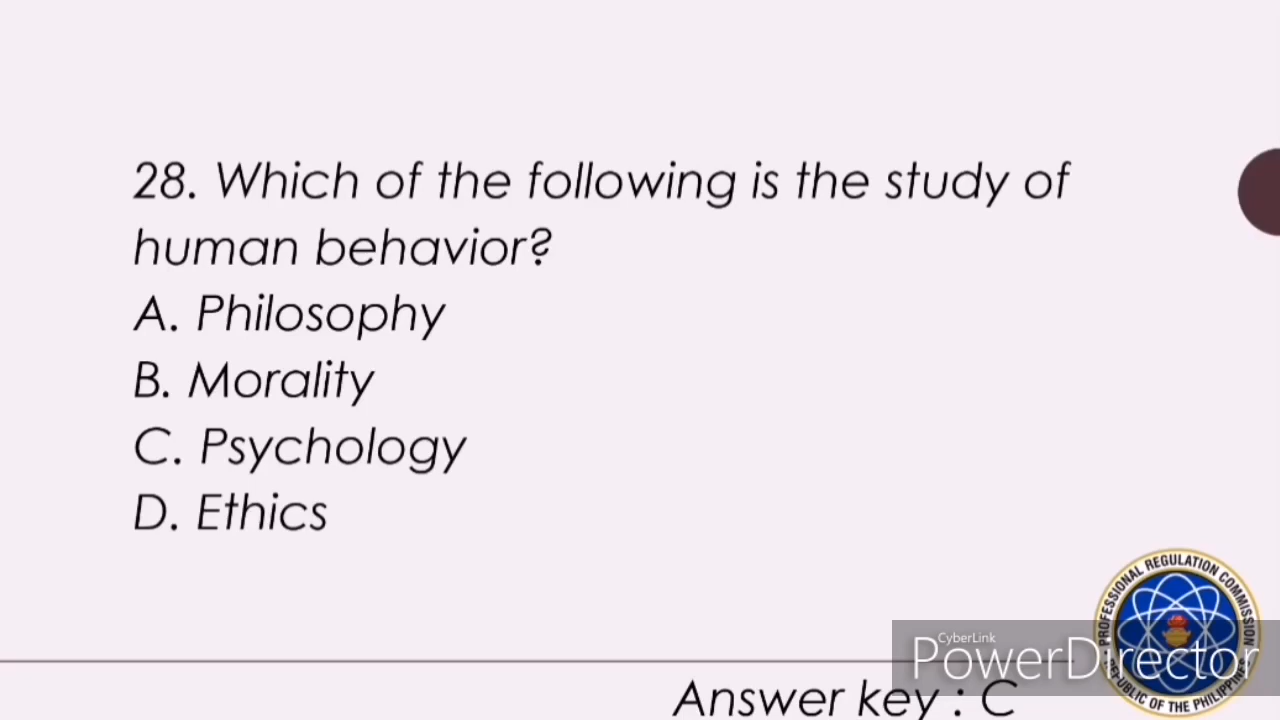 28. Which of the following is the study of
human behavior?
A. Philosophy
B. Morality
C. Psychology
D. Ethics
PROFESSIONAL REGULATION COMMISSION
CyberLink
PowerDirector
REPUBLIC OF THE PHILIPPINES
Answer key : C